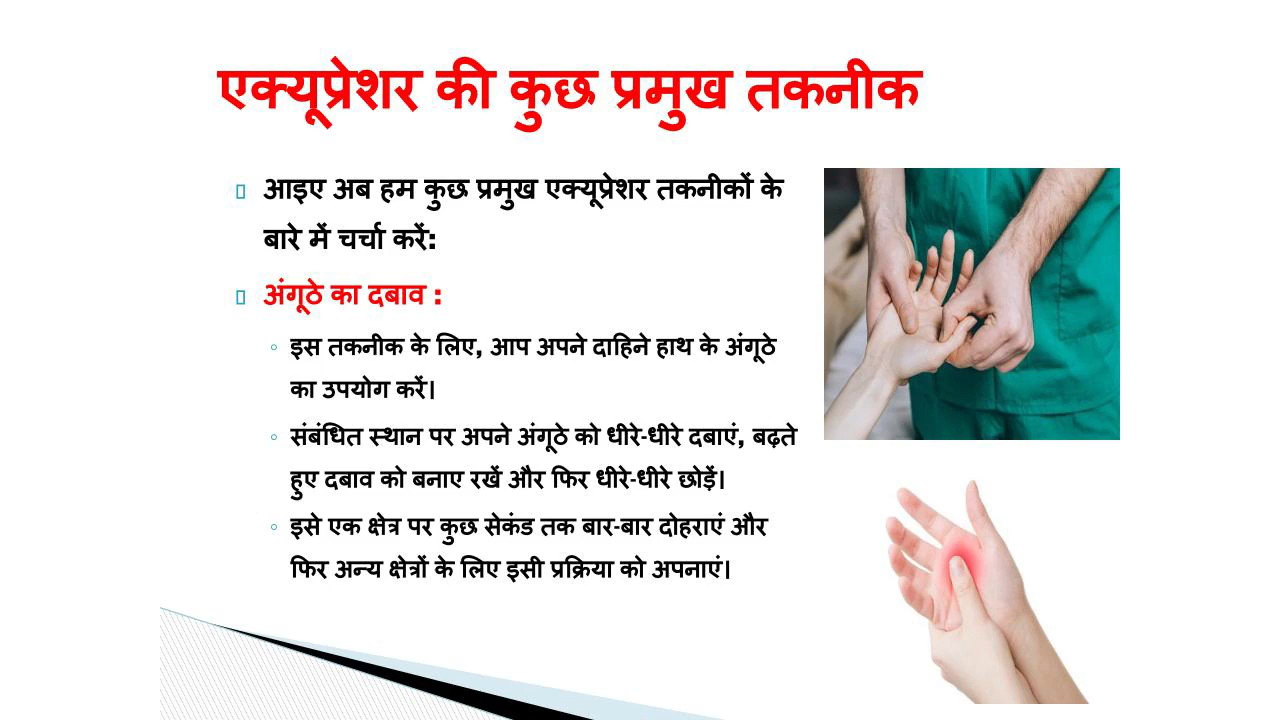 एक्यूप्रेशर की कुछ प्रमुख तकनीक
आइए अब हम कुछ प्रमुख एक्यूप्रेशर तकनीकों के
बारे में चर्चा करें:
अंगूठे का दबाव :
इस तकनीक के लिए, आप अपने दाहिने हाथ के अंगूठे
का उपयोग करें।
संबंधित स्थान पर अपने अंगूठे को धीरे-धीरे दबाएं, बढ़ते
हुए दबाव को बनाए रखें और फिर धीरे-धीरे छोड़ें।
इसे एक क्षेत्र पर कुछ सेकंड तक बार-बार दोहराएं और
फिर अन्य क्षेत्रों के लिए इसी प्रक्रिया को अपनाएं।